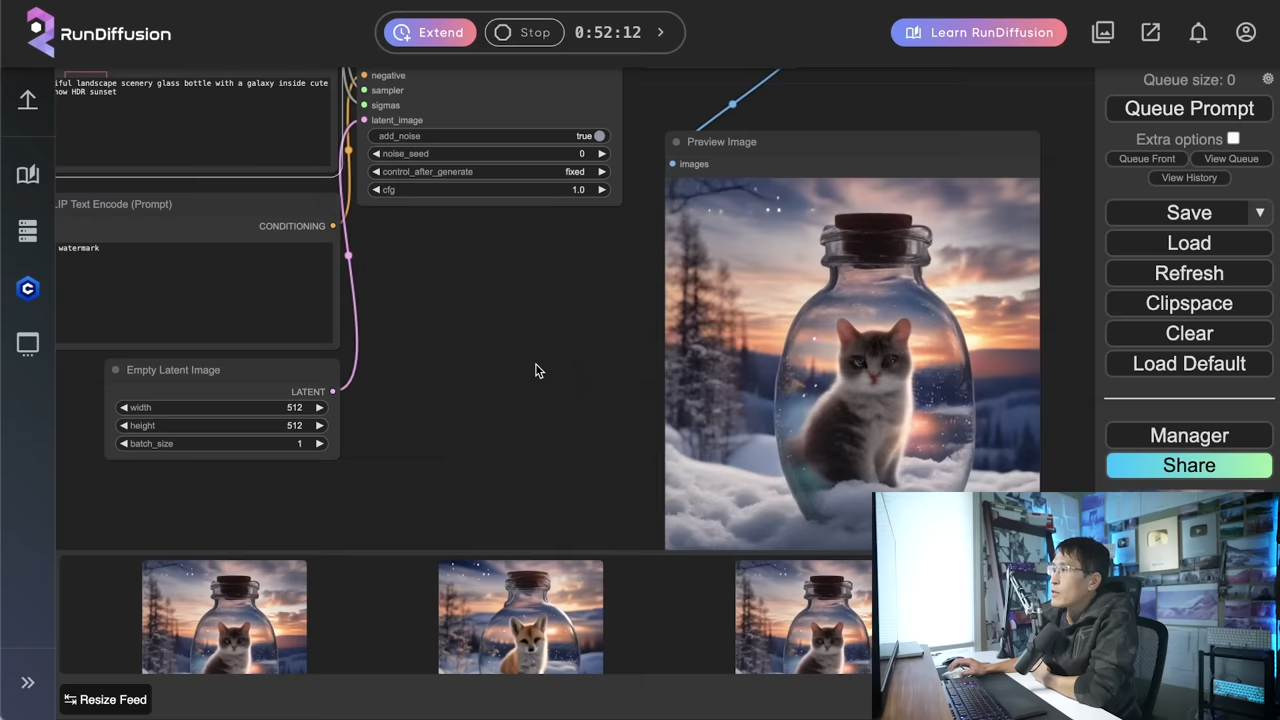 RunDiffusion
Extend
Stop
0:52:12
Learn RunDiffusion
iful landscape scenery glass bottle with a galaxy inside cute
now HDR sunset
negative
sampler
sigmas
latent_image
add_noise true
noise_seed 0
control_after_generate fixed
cfg 1.0
LIP Text Encode (Prompt)
CONDITIONING
watermark
Empty Latent Image
LATENT
width 512
height 512
batch_size 1
Preview Image
images
Queue size: 0
Queue Prompt
Extra options
Queue Front
View Queue
View History
Save
Load
Refresh
Clipspace
Clear
Load Default
Manager
Share
Resize Feed